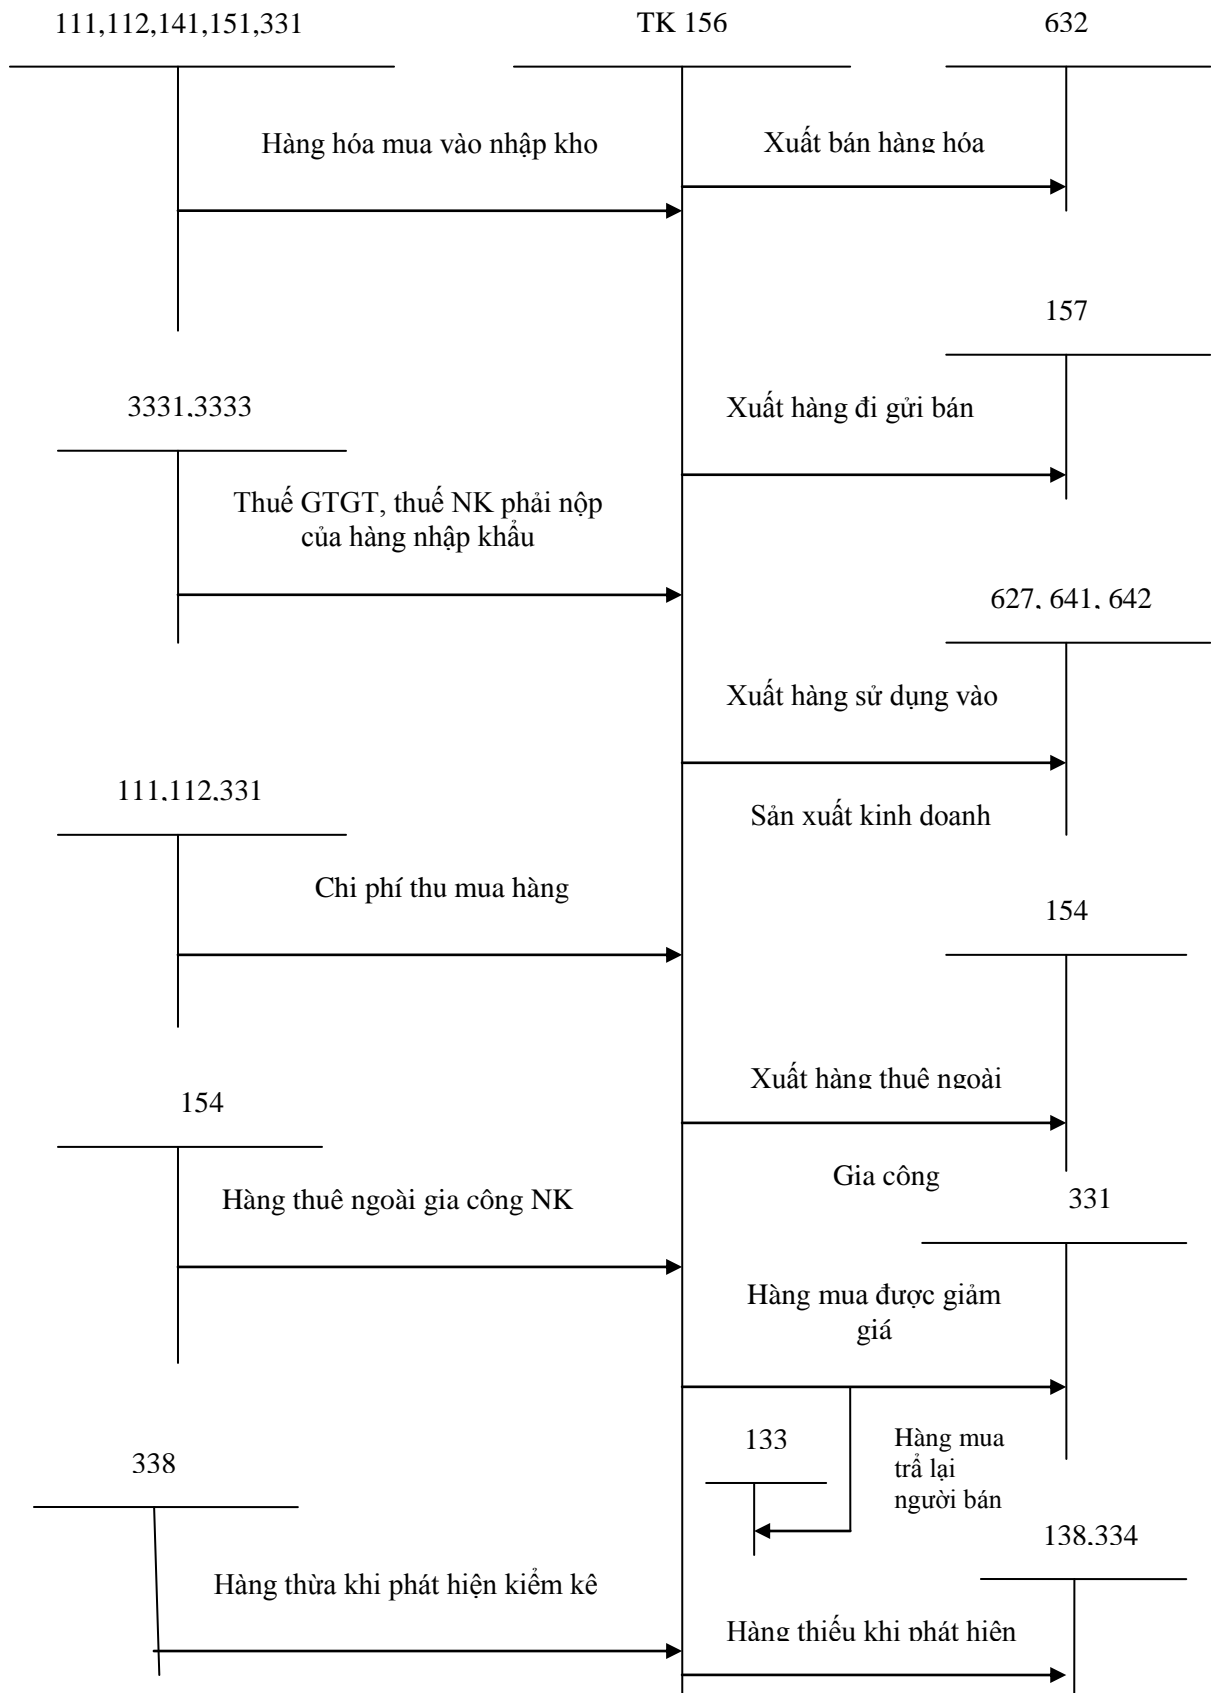 111,112,141,151,331
TK 156
632
Hàng hóa mua vào nhập kho
Xuất bán hàng hóa
157
3331,3333
Xuất hàng đi gửi bán
Thuế GTGT, thuế NK phải nộp
của hàng nhập khẩu
627, 641, 642
Xuất hàng sử dụng vào
111,112,331
Sản xuất kinh doanh
Chi phí thu mua hàng
154
Xuất hàng thuê ngoài
154
Gia công
Hàng thuê ngoài gia công NK
331
Hàng mua được giảm
giá
133
Hàng mua
trả lại
người bán
338
138,334
Hàng thừa khi phát hiện kiểm kê
Hàng thiếu khi phát hiện